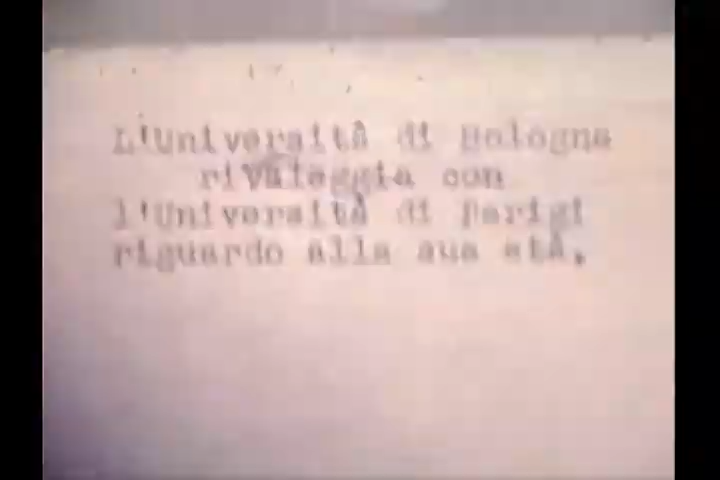 L'Università di Bologna
rivaleggia con
l'Università di Parigi
riguardo alla sua età.